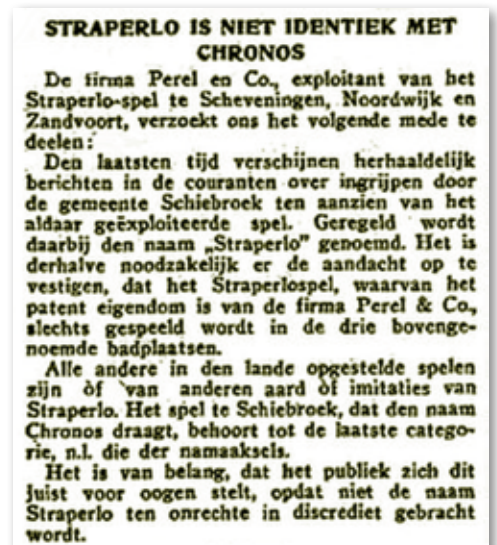 STRAPERLO IS NIET IDENTIEK MET
CHRONOS
De firma Perel en Co., exploitant van het
Straperlo-spel te Scheveningen, Noordwijk en
Zandvoort, verzoekt ons het volgende mede te
deelen:
Den laatsten tijd verschijnen herhaaldelijk
berichten in de couranten over ingrijpen door
de gemeente Schiebroek ten aanzien van het
aldaar geëxploiteerde spel. Geregeld wordt
daarbij den naam „Straperlo" genoemd. Het is
derhalve noodzakelijk er de aandacht op te
vestigen, dat het Straperlospel, waarvan het
patent eigendom is van de firma Perel & Co.,
slechts gespeeld wordt in de drie bovenge-
noemde badplaatsen.
Alle andere in den lande opgestelde spelen
zijn òf van anderen aard òf imitaties van
Straperlo. Het spel te Schiebroek, dat den naam
Chronos draagt, behoort tot de laatste catego-
rie, n.l. die der namaaksels.
Het is van belang, dat het publiek zich dit
juist voor oogen stelt, opdat niet de naam
Straperlo ten onrechte in discrediet gebracht
wordt.